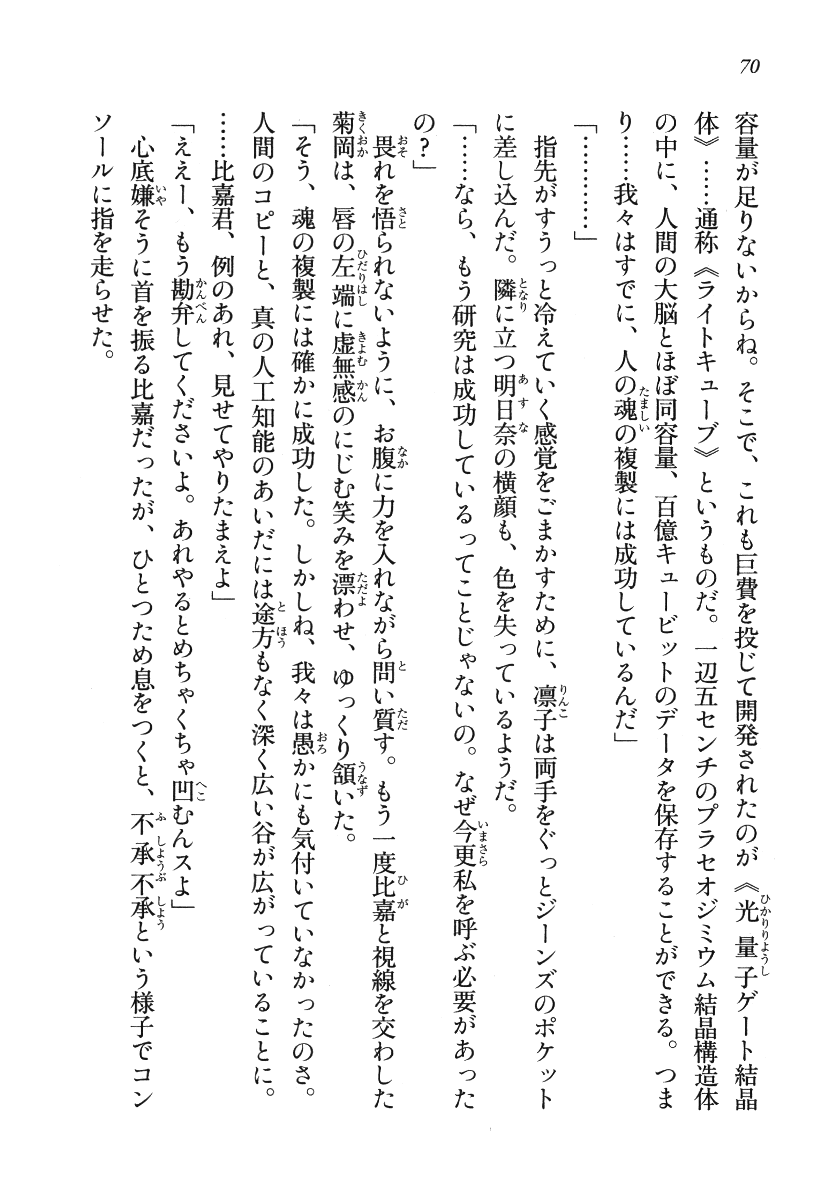 70
容量が足りないからね。そこで、これも巨費を投じて開発されたのが《光量子ゲート結晶
体》……通称《ライトキューブ》というものだ。一辺五センチのプラセオジミウム結晶構造体
の中に、人間の大脳とほぼ同容量、百億キュービットのデータを保存することができる。つま
り……我々はすでに、人の魂の複製には成功しているんだ」
「…………」
指先がすうっと冷えていく感覚をごまかすために、凛子は両手をぐっとジーンズのポケット
に差し込んだ。隣に立つ明日奈の横顔も、色を失っているようだ。
「……なら、もう研究は成功しているってことじゃないの。なぜ今更私を呼ぶ必要があった
の？」
畏れを悟られないように、お腹に力を入れながら問い質す。もう一度比嘉と視線を交わした
菊岡は、唇の左端に虚無感のにじむ笑みを漂わせ、ゆっくり頷いた。
「そう、魂の複製には確かに成功した。しかしね、我々は愚かにも気付いていなかったのさ。
人間のコピーと、真の人工知能のあいだには途方もなく深く広い谷が広がっていることに。
……比嘉君、例のあれ、見せてやりたまえよ」
「ええー、もう勘弁してくださいよ。あれやるとめちゃくちゃ凹むんスよ」
心底嫌そうに首を振る比嘉だったが、ひとつため息をつくと、不承不承という様子でコン
ソールに指を走らせた。